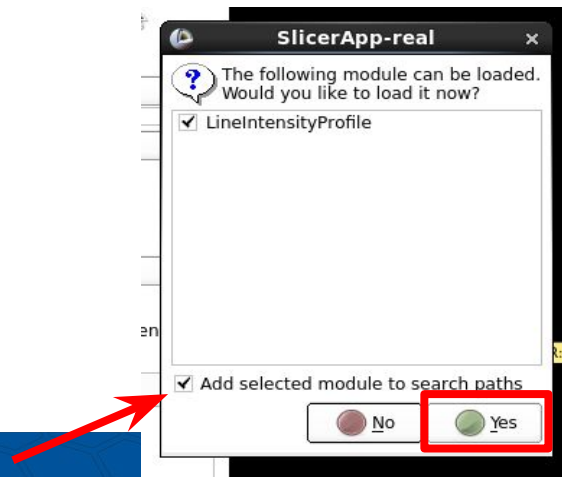 SlicerApp-real
The following module can be loaded.
Would you like to load it now?
LineIntensityProfile
en
R:
Add selected module to search paths
No
Yes